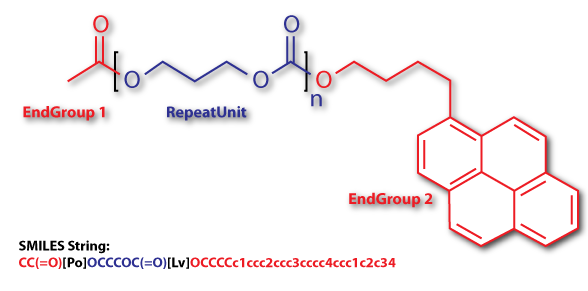 O
O
[
O
O
]
O
n
EndGroup 1
RepeatUnit
EndGroup 2
SMILES String:
CC(=O)[Po]OCCCOC(=O)[Lv]OCCCCc1ccc2ccc3cccc4ccc1c2c34